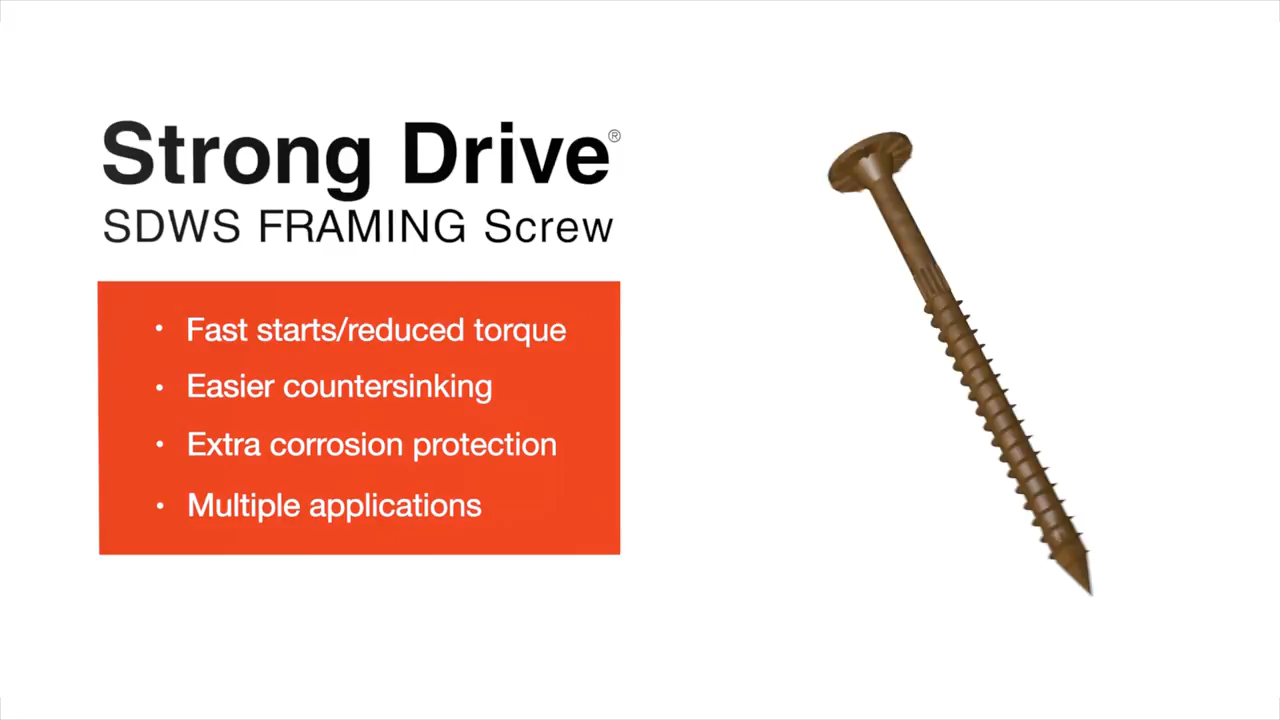 Strong Drive®
SDWS FRAMING Screw
• Fast starts/reduced torque
• Easier countersinking
• Extra corrosion protection
• Multiple applications